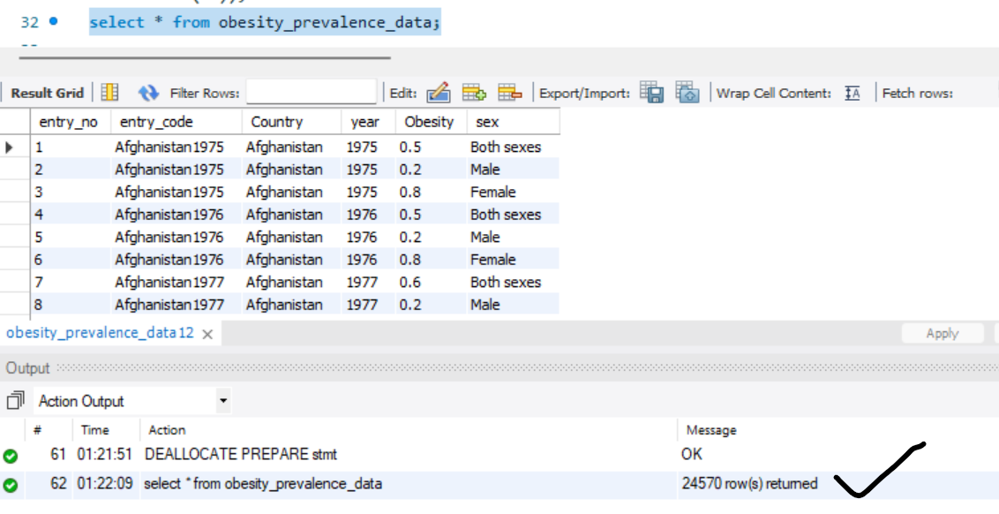 32 select * from obesity_prevalence_data;
Result Grid Filter Rows: Edit: Export/Import: Wrap Cell Content: IA Fetch rows:
entry_no entry_code Country year Obesity sex
1 Afghanistan1975 Afghanistan 1975 0.5 Both sexes
2 Afghanistan1975 Afghanistan 1975 0.2 Male
3 Afghanistan1975 Afghanistan 1975 0.8 Female
4 Afghanistan1976 Afghanistan 1976 0.5 Both sexes
5 Afghanistan1976 Afghanistan 1976 0.2 Male
6 Afghanistan1976 Afghanistan 1976 0.8 Female
7 Afghanistan1977 Afghanistan 1977 0.6 Both sexes
8 Afghanistan1977 Afghanistan 1977 0.2 Male
obesity_prevalence_data12 Apply
Output
Action Output
# Time Action Message
61 01:21:51 DEALLOCATE PREPARE stmt OK
62 01:22:09 select * from obesity_prevalence_data 24570 row(s) returned